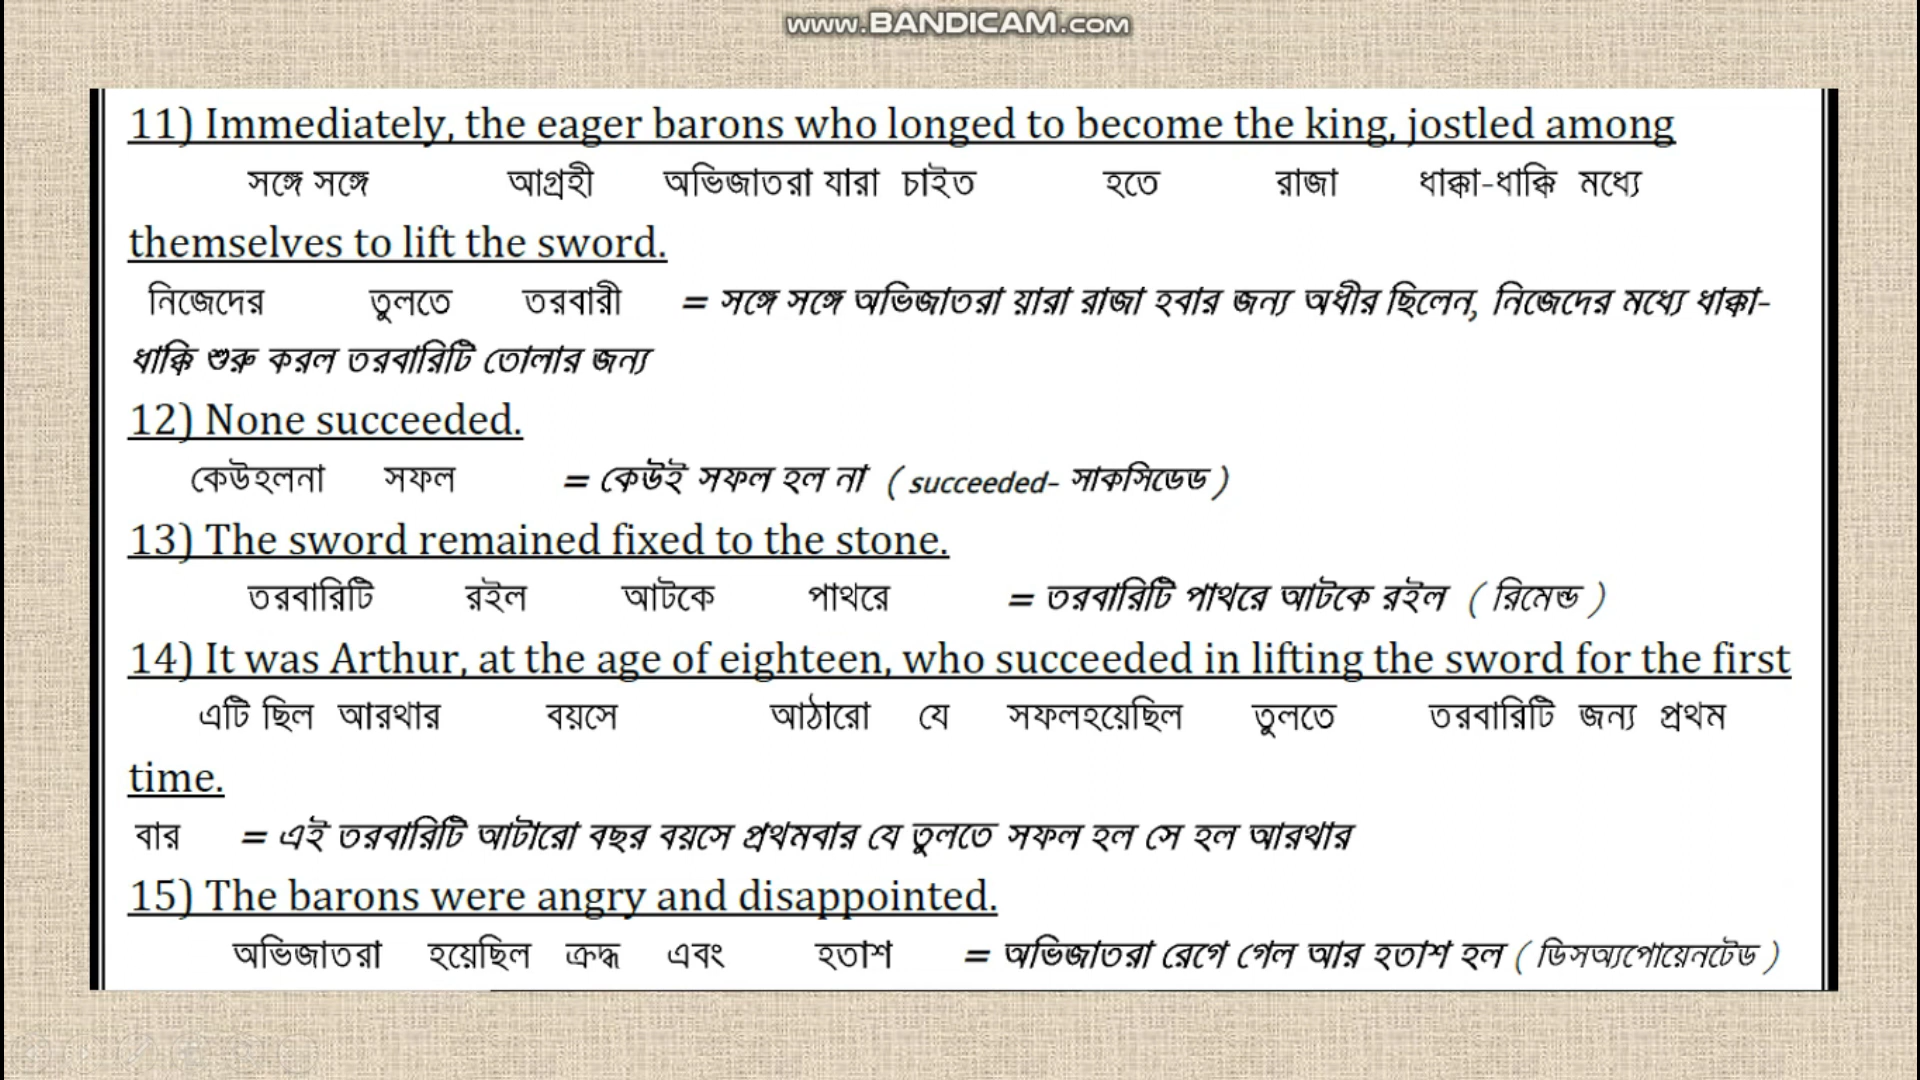 www.BANDICAM.com
11) Immediately, the eager barons who longed to become the king, jostled among
সঙ্গে সঙ্গে আগ্রহী অভিজাতরা যারা চাইত হতে রাজা ধাক্কা-ধাক্কি মধ্যে
themselves to lift the sword.
নিজেদের তুলতে তরবারী = সঙ্গে সঙ্গে অভিজাতরা য়ারা রাজা হবার জন্য অধীর ছিলেন, নিজেদের মধ্যে ধাক্কা-
ধাক্কি শুরু করল তরবারিটি তোলার জন্য
12) None succeeded.
কেউহলনা সফল = কেউই সফল হল না ( succeeded- সাকসিডেড )
13) The sword remained fixed to the stone.
তরবারিটি রইল আটকে পাথরে = তরবারিটি পাথরে আটকে রইল ( রিমেন্ড )
14) It was Arthur, at the age of eighteen, who succeeded in lifting the sword for the first
এটি ছিল আরথার বয়সে আঠারো যে সফলহয়েছিল তুলতে তরবারিটি জন্য প্রথম
time.
বার = এই তরবারিটি আটারো বছর বয়সে প্রথমবার যে তুলতে সফল হল সে হল আরথার
15) The barons were angry and disappointed.
অভিজাতরা হয়েছিল ক্রদ্ধ এবং হতাশ = অভিজাতরা রেগে গেল আর হতাশ হল ( ডিসঅ্যপোয়েনটেড )